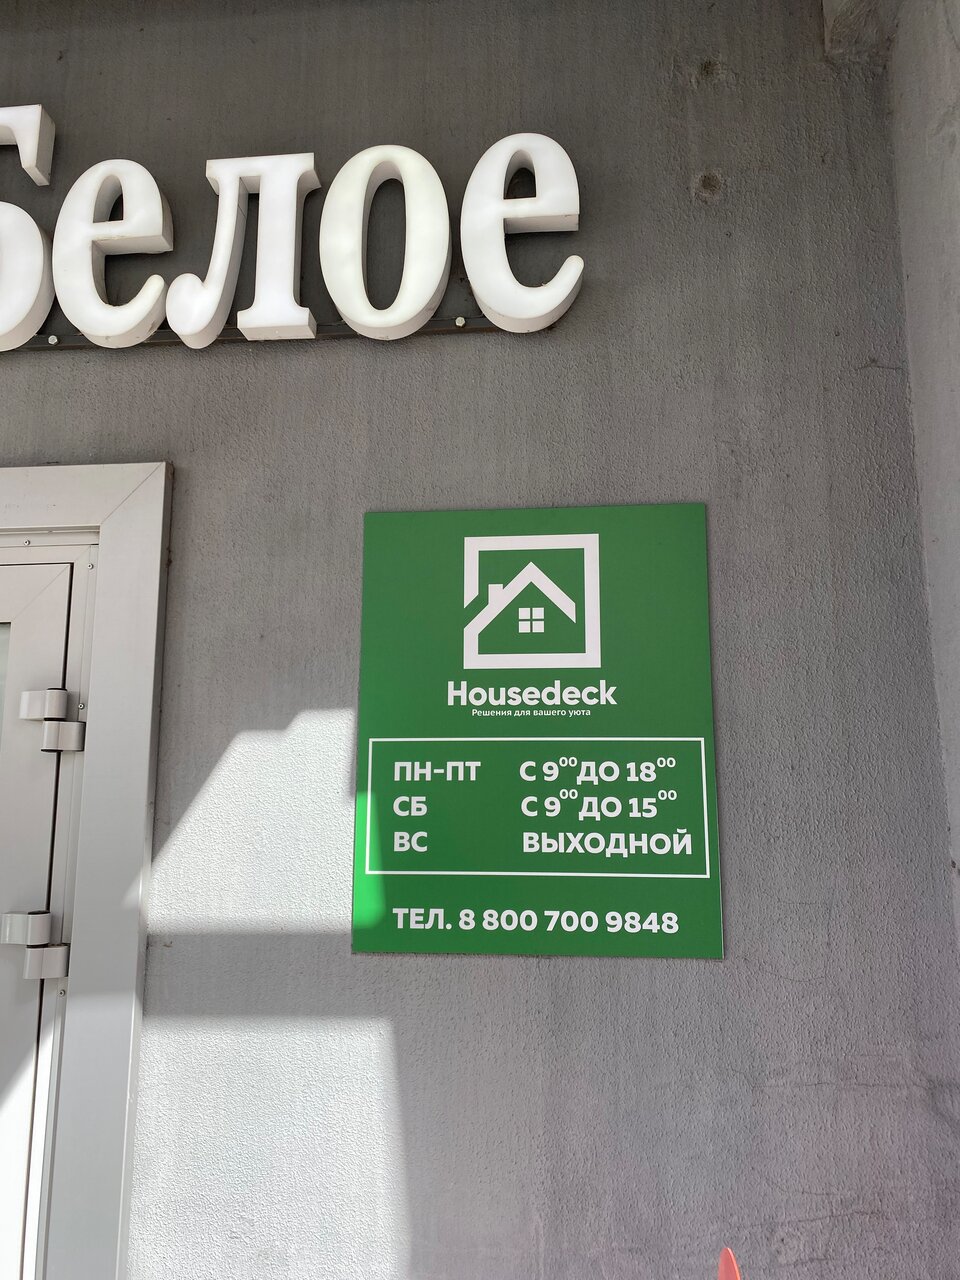 Белое
Housedeck
Решения для вашего уюта
ПН-ПТ С 9⁰⁰ ДО 18⁰⁰
СБ С 9⁰⁰ ДО 15⁰⁰
ВС ВЫХОДНОЙ
ТЕЛ. 8 800 700 9848